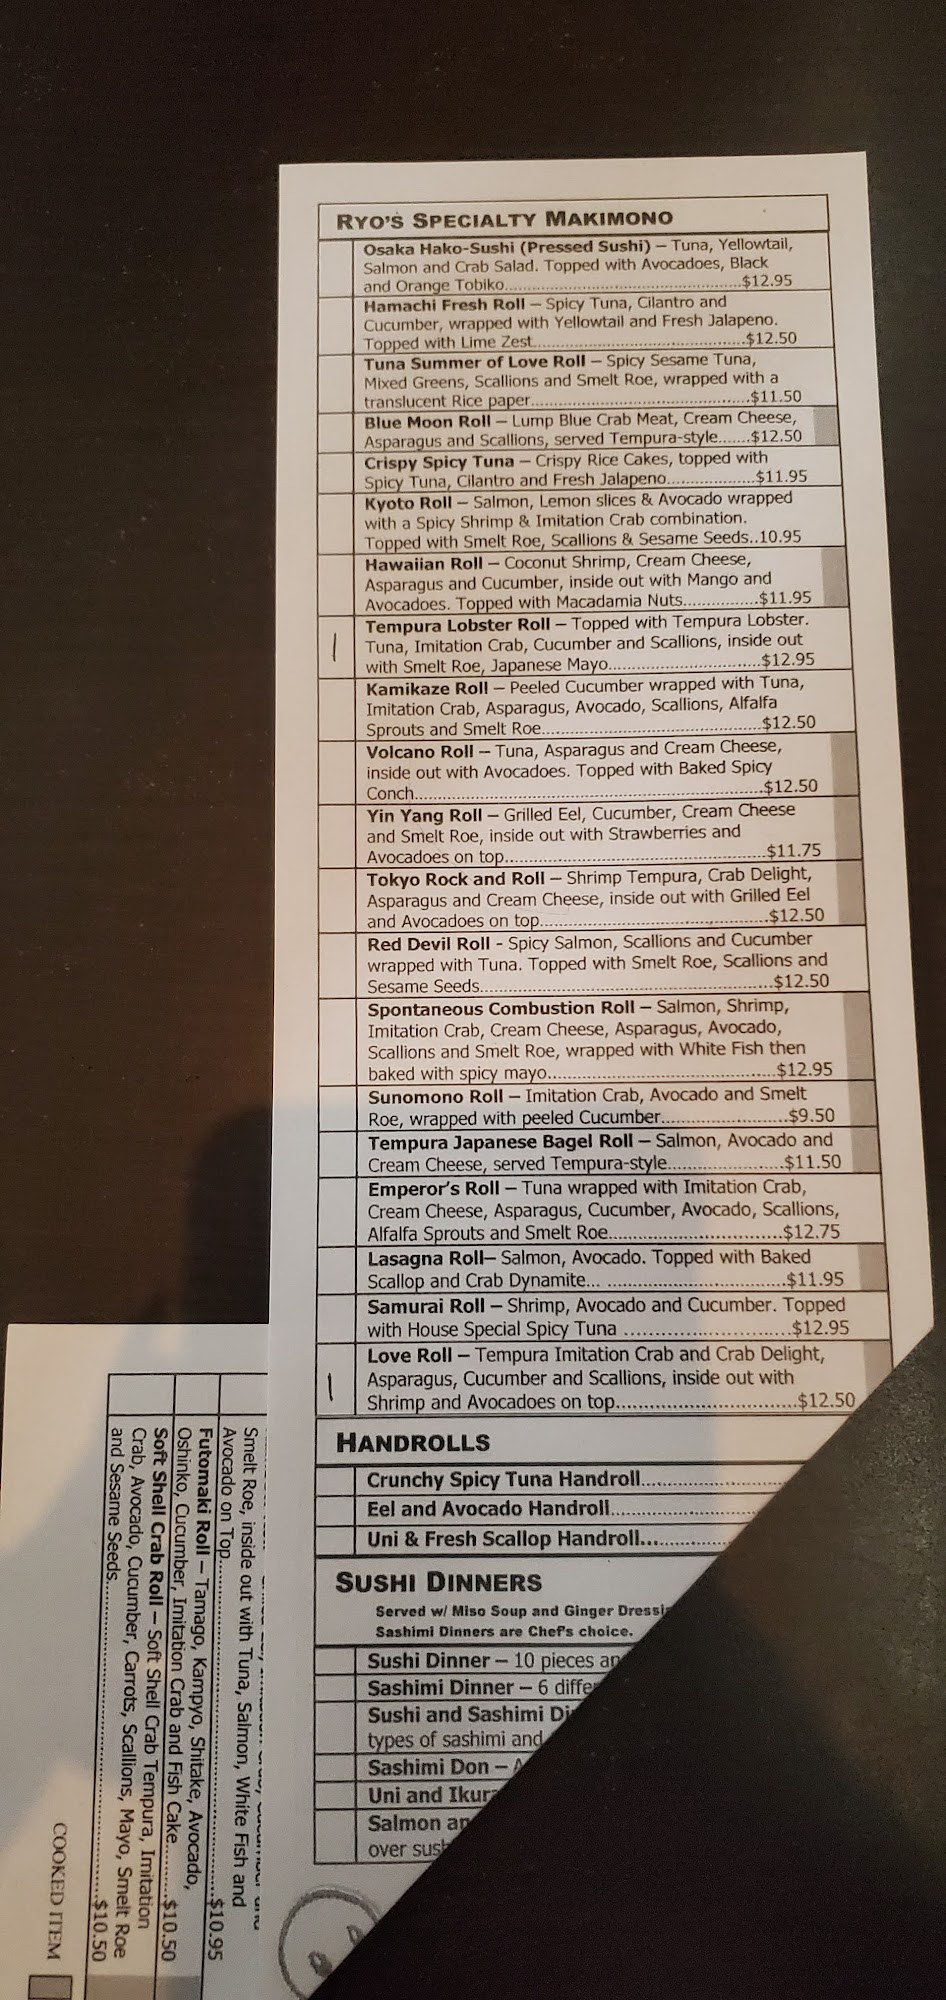 RYO'S SPECIALTY MAKIMONO
Osaka Hako-Sushi (Pressed Sushi) – Tuna, Yellowtail,
Salmon and Crab Salad. Topped with Avocadoes, Black
and Orange Tobiko..........$12.95
Hamachi Fresh Roll – Spicy Tuna, Cilantro and
Cucumber, wrapped with Yellowtail and Fresh Jalapeno.
Topped with Lime Zest..........$12.50
Tuna Summer of Love Roll – Spicy Sesame Tuna,
Mixed Greens, Scallions and Smelt Roe, wrapped with a
translucent Rice paper..........$11.50
Blue Moon Roll – Lump Blue Crab Meat, Cream Cheese,
Asparagus and Scallions, served Tempura-style.......$12.50
Crispy Spicy Tuna – Crispy Rice Cakes, topped with
Spicy Tuna, Cilantro and Fresh Jalapeno..........$11.95
Kyoto Roll – Salmon, Lemon slices & Avocado wrapped
with a Spicy Shrimp & Imitation Crab combination.
Topped with Smelt Roe, Scallions & Sesame Seeds..10.95
Hawaiian Roll – Coconut Shrimp, Cream Cheese,
Asparagus and Cucumber, inside out with Mango and
Avocadoes. Topped with Macadamia Nuts..........$11.95
Tempura Lobster Roll – Topped with Tempura Lobster.
Tuna, Imitation Crab, Cucumber and Scallions, inside out
with Smelt Roe, Japanese Mayo..........$12.95
Kamikaze Roll – Peeled Cucumber wrapped with Tuna,
Imitation Crab, Asparagus, Avocado, Scallions, Alfalfa
Sprouts and Smelt Roe..........$12.50
Volcano Roll – Tuna, Asparagus and Cream Cheese,
inside out with Avocadoes. Topped with Baked Spicy
Conch..........$12.50
Yin Yang Roll – Grilled Eel, Cucumber, Cream Cheese
and Smelt Roe, inside out with Strawberries and
Avocadoes on top..........$11.75
Tokyo Rock and Roll – Shrimp Tempura, Crab Delight,
Asparagus and Cream Cheese, inside out with Grilled Eel
and Avocadoes on top..........$12.50
Red Devil Roll - Spicy Salmon, Scallions and Cucumber
wrapped with Tuna. Topped with Smelt Roe, Scallions and
Sesame Seeds..........$12.50
Spontaneous Combustion Roll – Salmon, Shrimp,
Imitation Crab, Cream Cheese, Asparagus, Avocado,
Scallions and Smelt Roe, wrapped with White Fish then
baked with spicy mayo..........$12.95
Sunomono Roll – Imitation Crab, Avocado and Smelt
Roe, wrapped with peeled Cucumber..........$9.50
Tempura Japanese Bagel Roll – Salmon, Avocado and
Cream Cheese, served Tempura-style..........$11.50
Emperor's Roll – Tuna wrapped with Imitation Crab,
Cream Cheese, Asparagus, Cucumber, Avocado, Scallions,
Alfalfa Sprouts and Smelt Roe..........$12.75
Lasagna Roll– Salmon, Avocado. Topped with Baked
Scallop and Crab Dynamite... ..........$11.95
Samurai Roll – Shrimp, Avocado and Cucumber. Topped
with House Special Spicy Tuna ..........$12.95
Love Roll – Tempura Imitation Crab and Crab Delight,
Asparagus, Cucumber and Scallions, inside out with
Shrimp and Avocadoes on top..........$12.50
HANDROLLS
Crunchy Spicy Tuna Handroll..........
Eel and Avocado Handroll..........
Uni & Fresh Scallop Handroll..........
SUSHI DINNERS
Served w/ Miso Soup and Ginger Dressi
Sashimi Dinners are Chef's choice.
Sushi Dinner – 10 pieces an
Sashimi Dinner – 6 differ
Sushi and Sashimi Di
types of sashimi and
Sashimi Don –
Uni and Ikur
Salmon an
over sus
Smelt Roe, inside out with Tuna, Salmon, White Fish and
Avocado on Top..........$10.95
Futomaki Roll – Tamago, Kampyo, Shitake, Avocado,
Oshinko, Cucumber, Imitation Crab and Fish Cake..........$10.50
Soft Shell Crab Roll – Soft Shell Crab Tempura, Imitation
Crab, Avocado, Cucumber, Carrots, Scallions, Mayo, Smelt Roe
and Sesame Seeds..........$10.50
COOKED ITEM